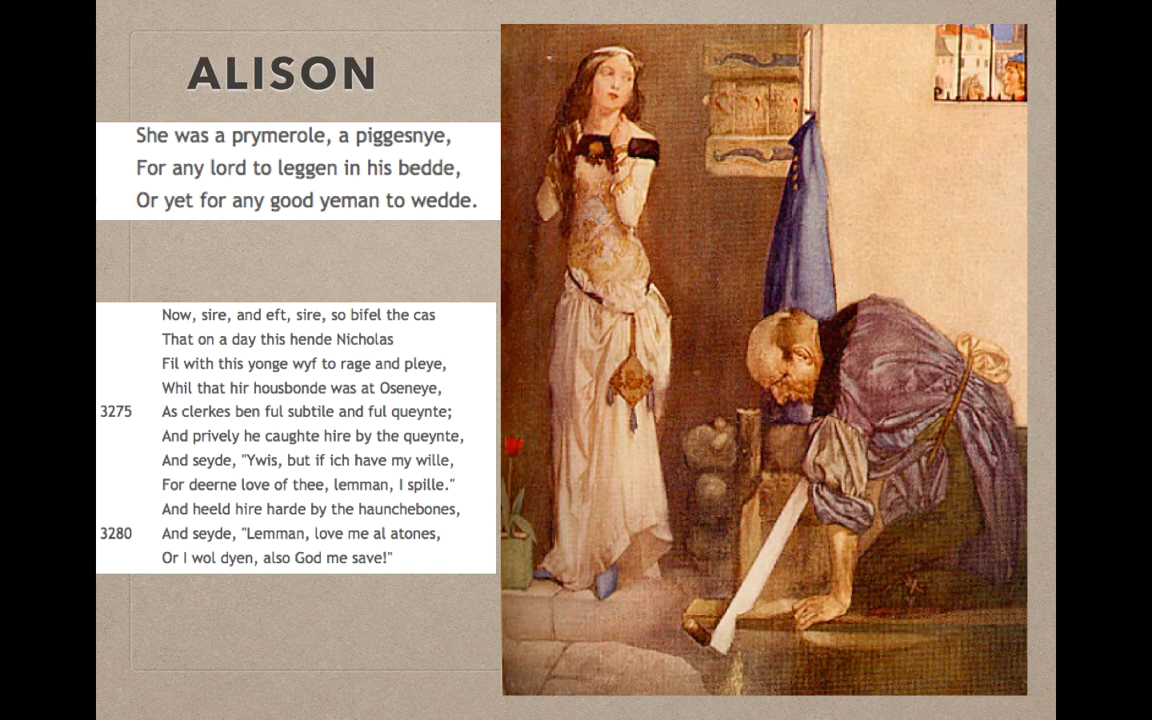 ALISON
She was a prymerole, a piggesnye,
For any lord to leggen in his bedde,
Or yet for any good yeman to wedde.
Now, sire, and eft, sire, so bifel the cas
That on a day this hende Nicholas
Fil with this yonge wyf to rage and pleye,
Whil that hir housbonde was at Oseneye,
3275 As clerkes ben ful subtile and ful queynte;
And prively he caughte hire by the queynte,
And seyde, "Ywis, but if ich have my wille,
For deerne love of thee, lemman, I spille."
And heeld hire harde by the haunchebones,
3280 And seyde, "Lemman, love me al atones,
Or I wol dyen, also God me save!"